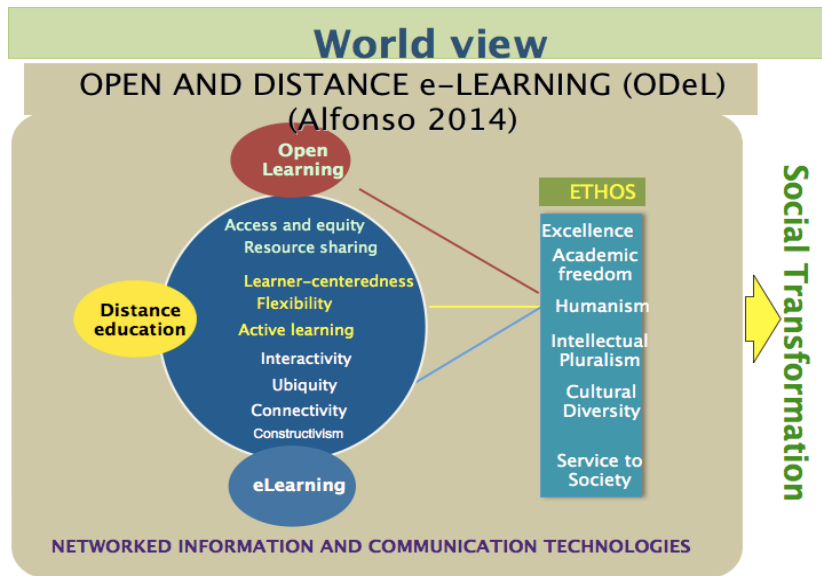 World view
OPEN AND DISTANCE e-LEARNING (ODeL)
(Alfonso 2014)
Open
Learning
Access and equity
Resource sharing
Learner-centeredness
Flexibility
Active learning
Interactivity
Ubiquity
Connectivity
Constructivism
Distance
education
eLearning
ETHOS
Excellence
Academic
freedom
Humanism
Intellectual
Pluralism
Cultural
Diversity
Service to
Society
Social Transformation
NETWORKED INFORMATION AND COMMUNICATION TECHNOLOGIES